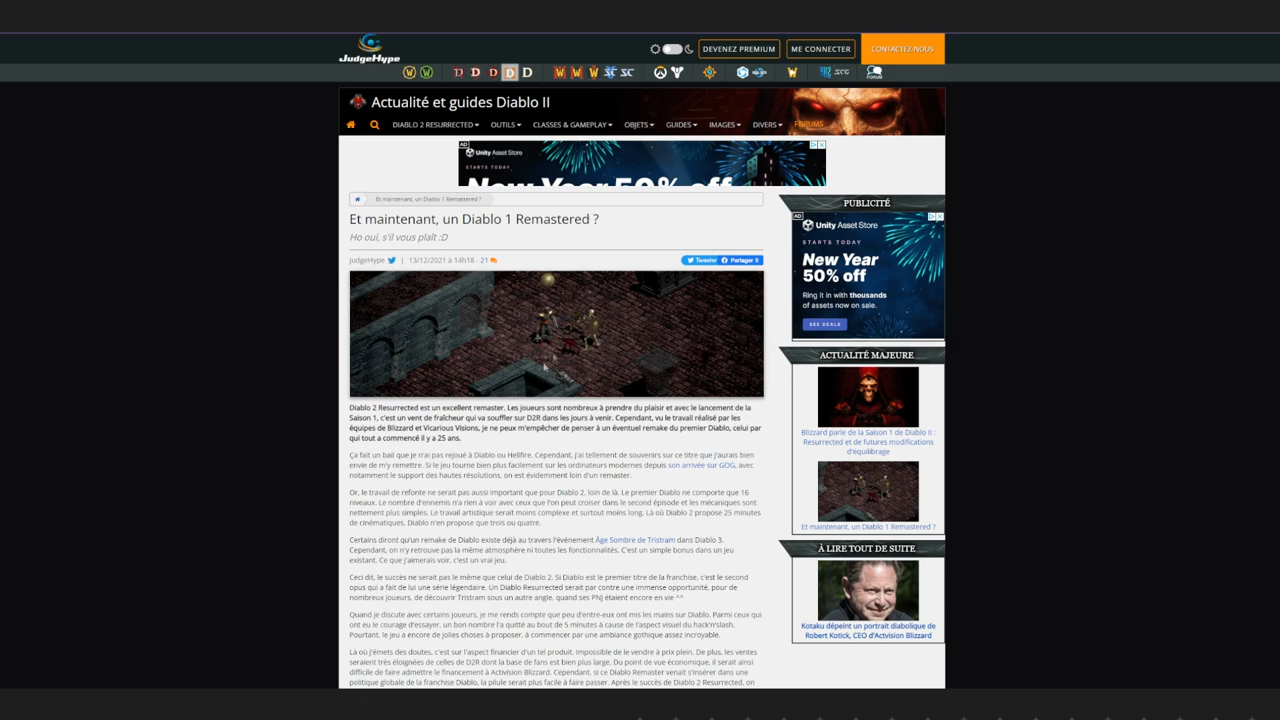 JUDGEHYPE
DEVENEZ PREMIUM
ME CONNECTER
CONTACTEZ-NOUS
FORUM
Actualité et guides Diablo II
DIABLO 2 RESURRECTED
OUTILS
CLASSES & GAMEPLAY
OBJETS
GUIDES
IMAGES
DIVERS
FORUMS
AD
Unity Asset Store
STARTS TODAY
New Year 50% off
Et maintenant, un Diablo 1 Remastered ?
Et maintenant, un Diablo 1 Remastered ?
Ho oui, s'il vous plaît :D
JudgeHype | 13/12/2021 à 14h18 - 21
Tweeter
Partager 0
Diablo 2 Resurrected est un excellent remaster. Les joueurs sont nombreux à prendre du plaisir et avec le lancement de la
Saison 1, c'est un vent de fraîcheur qui va souffler sur D2R dans les jours à venir. Cependant, vu le travail réalisé par les
équipes de Blizzard et Vicarious Visions, je ne peux m'empêcher de penser à un éventuel remake du premier Diablo, celui par
qui tout a commencé il y a 25 ans.
Ça fait un bail que je n'ai pas rejoué à Diablo ou Hellfire. Cependant, j'ai tellement de souvenirs sur ce titre que j'aurais bien
envie de m'y remettre. Si le jeu tourne bien plus facilement sur les ordinateurs modernes depuis son arrivée sur GOG, avec
notamment le support des hautes résolutions, on est évidemment loin d'un remaster.
Or, le travail de refonte ne serait pas aussi important que pour Diablo 2, loin de là. Le premier Diablo ne comporte que 16
niveaux. Le nombre d'ennemis n'a rien à voir avec ceux que l'on peut croiser dans le second épisode et les mécaniques sont
nettement plus simples. Le travail artistique serait moins complexe et surtout moins long. Là où Diablo 2 propose 25 minutes
de cinématiques, Diablo n'en propose que trois ou quatre.
Certains diront qu'un remake de Diablo existe déjà au travers l'événement Âge Sombre de Tristram dans Diablo 3.
Cependant, on n'y retrouve pas la même atmosphère ni toutes les fonctionnalités. C'est un simple bonus dans un jeu
existant. Ce que j'aimerais voir, c'est un vrai jeu.
Ceci dit, le succès ne serait pas le même que celui de Diablo 2. Si Diablo est le premier titre de la franchise, c'est le second
opus qui a fait de lui une série légendaire. Un Diablo Resurrected serait par contre une immense opportunité, pour de
nombreux joueurs, de découvrir Tristram sous un autre angle, quand ses PNJ étaient encore en vie ^^
Quand je discute avec certains joueurs, je me rends compte que peu d'entre-eux ont mis les mains sur Diablo. Parmi ceux qui
ont eu le courage d'essayer, un bon nombre l'a quitté au bout de 5 minutes à cause de l'aspect visuel du hack'n'slash.
Pourtant, le jeu a encore de jolies choses à proposer, à commencer par une ambiance gothique assez incroyable.
Là où j'émets des doutes, c'est sur l'aspect financier d'un tel produit. Impossible de le vendre à prix plein. De plus, les ventes
seraient très éloignées de celles de D2R dont la base de fans est bien plus large. Du point de vue économique, il serait ainsi
difficile de faire admettre le financement à Activision Blizzard. Cependant, si ce Diablo Remaster venait s'insérer dans une
politique globale de la franchise Diablo, la pilule serait plus facile à faire passer. Après le succès de Diablo 2 Resurrected, on
PUBLICITÉ
AD
Unity Asset Store
STARTS TODAY
New Year
50% off
Ring it in with thousands
of assets now on sale.
SEE DEALS
ACTUALITÉ MAJEURE
Blizzard parle de la Saison 1 de Diablo II :
Resurrected et de futures modifications
d'équilibrage
Et maintenant, un Diablo 1 Remastered ?
À LIRE TOUT DE SUITE
Kotaku dépeint un portrait diabolique de
Robert Kotick, CEO d'Actvision Blizzard